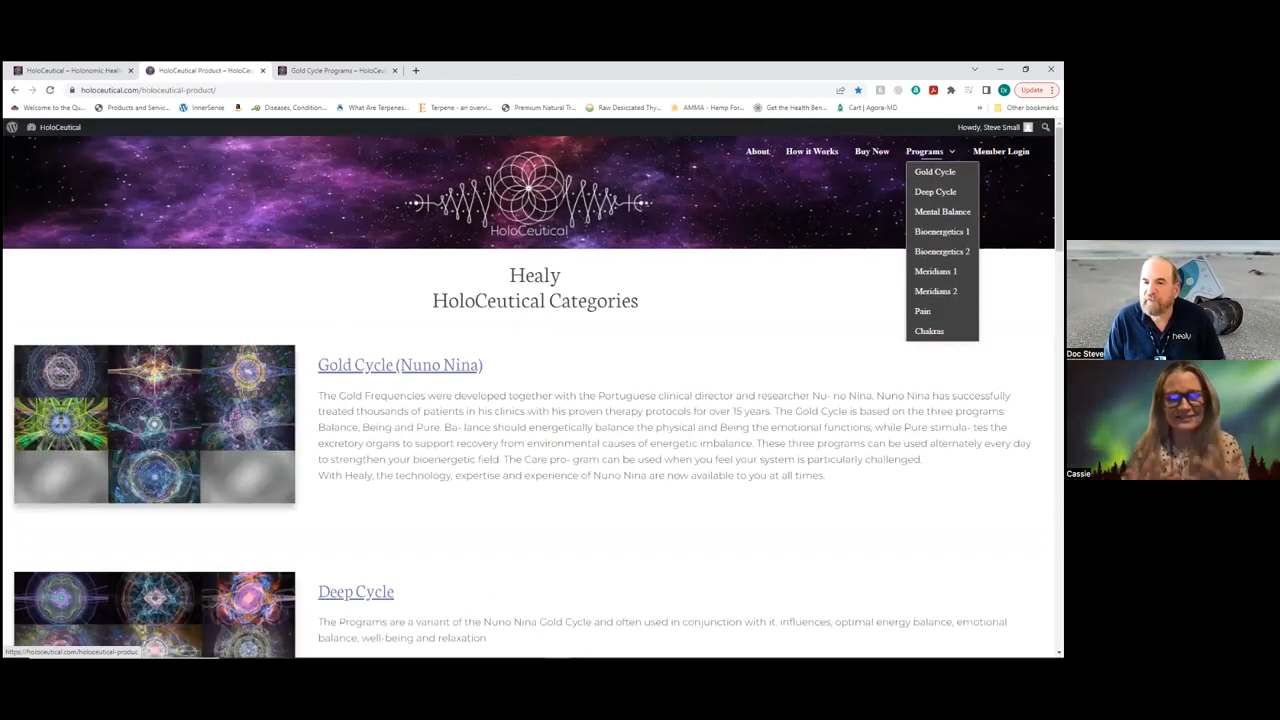 HoloCeutical – Holonomic Heali
HoloCeutical Product – HoloCe
Gold Cycle Programs – HoloCeu
holoceutical.com/holoceutical-product/
Update
Welcome to the Qu...
Products and Servic...
InnerSense
Diseases, Condition...
What Are Terpenes...
Terpene - an overvi...
Premium Natural Tr...
Raw Desiccated Thy...
AMMA - Hemp For...
Get the Health Ben...
Cart | Agora-MD
»
Other bookmarks
HoloCeutical
Howdy, Steve Small
About
How it Works
Buy Now
Programs
Member Login
Gold Cycle
Deep Cycle
Mental Balance
Bioenergetics 1
Bioenergetics 2
Meridians 1
Meridians 2
Pain
Chakras
HoloCeutical
Healy
HoloCeutical Categories
Gold Cycle (Nuno Nina)
The Gold Frequencies were developed together with the Portuguese clinical director and researcher Nu- no Nina. Nuno Nina has successfully
treated thousands of patients in his clinics with his proven therapy protocols for over 15 years. The Gold Cycle is based on the three programs:
Balance, Being and Pure. Ba- lance should energetically balance the physical and Being the emotional functions, while Pure stimula- tes the
excretory organs to support recovery from environmental causes of energetic imbalance. These three programs can be used alternately every day
to strengthen your bioenergetic field. The Care pro- gram can be used when you feel your system is particularly challenged.
With Healy, the technology, expertise and experience of Nuno Nina are now available to you at all times.
Deep Cycle
The Programs are a variant of the Nuno Nina Gold Cycle and often used in conjunction with it. influences, optimal energy balance, emotional
balance, well-being and relaxation
https://holoceutical.com/holoceutical-produc
healy
Doc Steve
Cassie